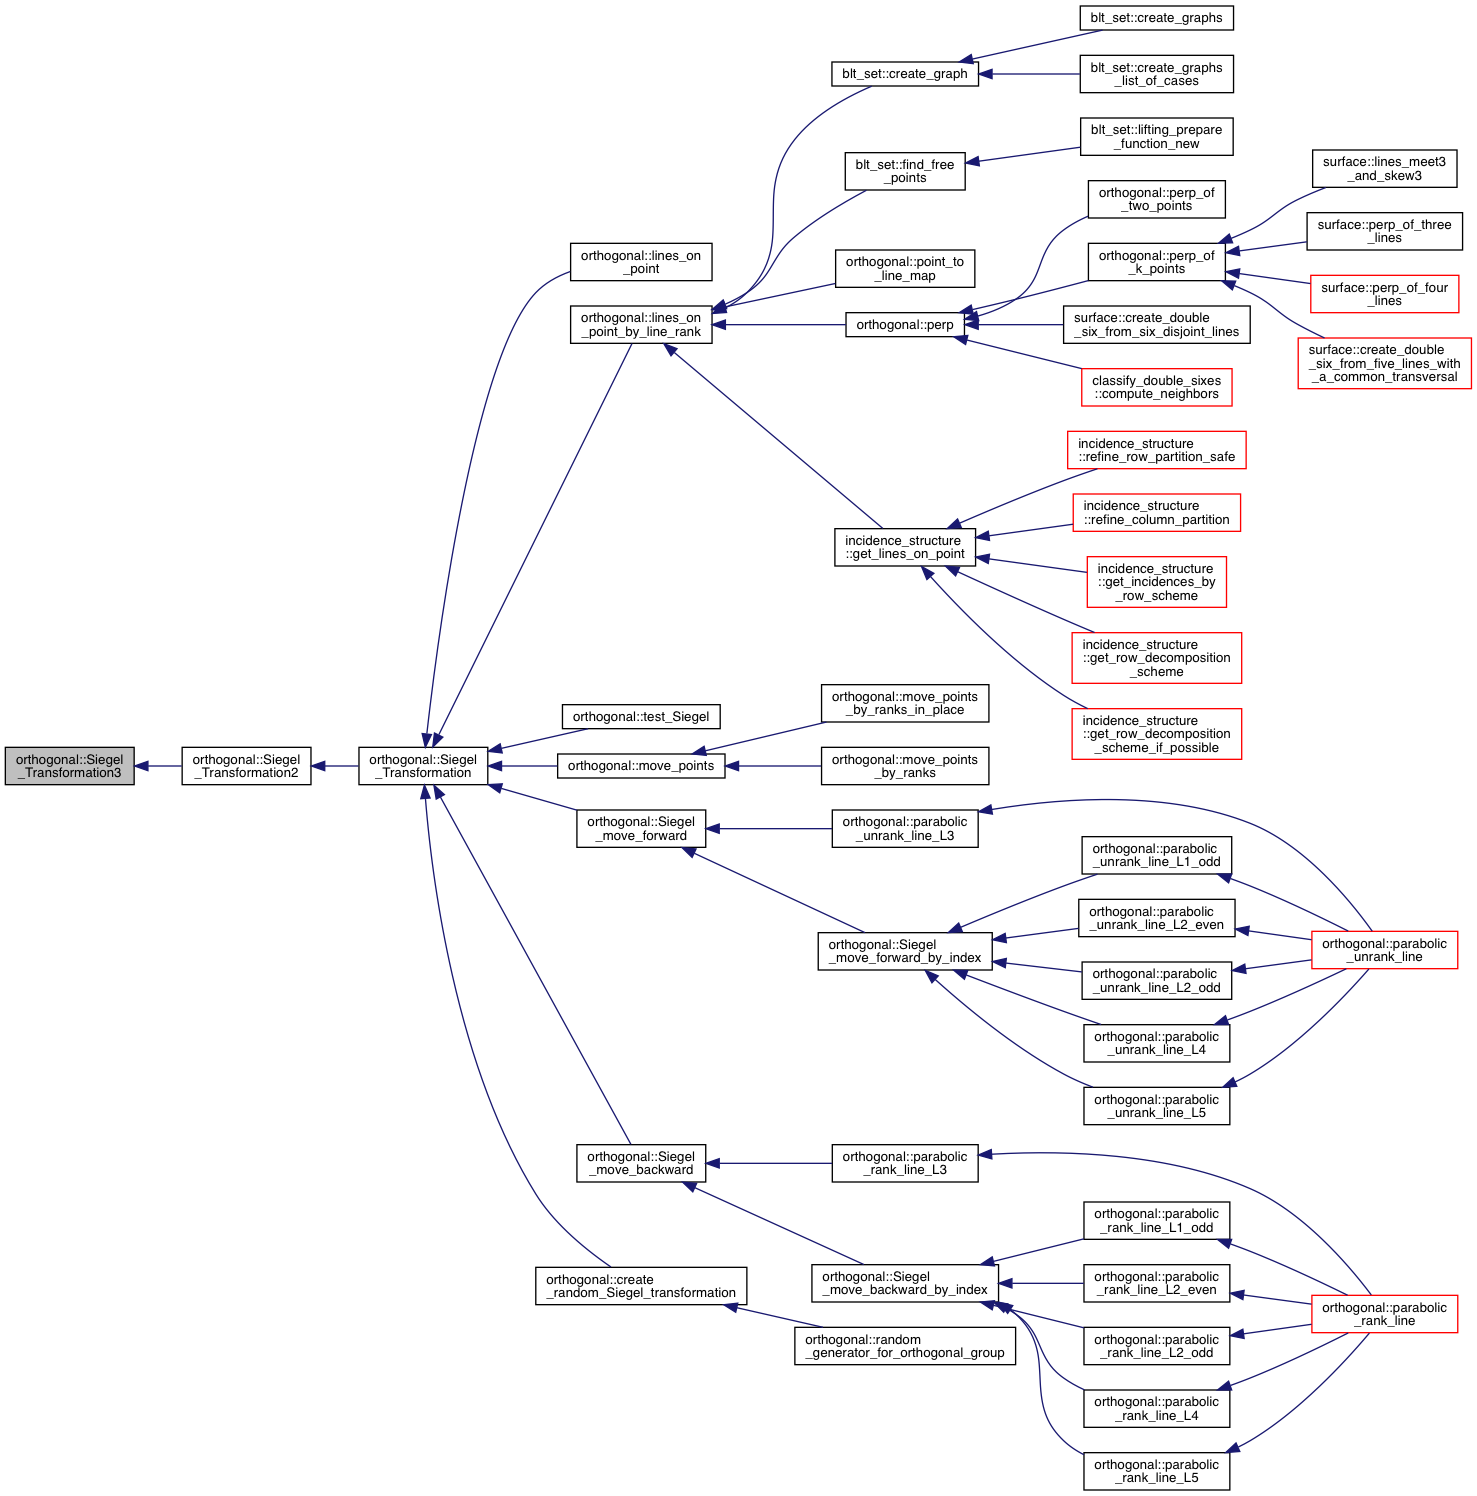 orthogonal::Siegel
_Transformation3
orthogonal::Siegel
_Transformation2
orthogonal::Siegel
_Transformation
orthogonal::lines_on
_point
orthogonal::lines_on
_point_by_line_rank
orthogonal::test_Siegel
orthogonal::move_points
orthogonal::Siegel
_move_forward
orthogonal::Siegel
_move_backward
orthogonal::create
_random_Siegel_transformation
blt_set::create_graph
blt_set::find_free
_points
orthogonal::point_to
_line_map
orthogonal::perp
incidence_structure
::get_lines_on_point
orthogonal::move_points
_by_ranks_in_place
orthogonal::move_points
_by_ranks
orthogonal::parabolic
_unrank_line_L3
orthogonal::Siegel
_move_forward_by_index
orthogonal::parabolic
_rank_line_L3
orthogonal::Siegel
_move_backward_by_index
orthogonal::random
_generator_for_orthogonal_group
blt_set::create_graphs
blt_set::create_graphs
_list_of_cases
blt_set::lifting_prepare
_function_new
orthogonal::perp_of
_two_points
orthogonal::perp_of
_k_points
surface::create_double
_six_from_six_disjoint_lines
classify_double_sixes
::compute_neighbors
incidence_structure
::refine_row_partition_safe
incidence_structure
::refine_column_partition
incidence_structure
::get_incidences_by
_row_scheme
incidence_structure
::get_row_decomposition
_scheme
incidence_structure
::get_row_decomposition
_scheme_if_possible
orthogonal::parabolic
_unrank_line_L1_odd
orthogonal::parabolic
_unrank_line_L2_even
orthogonal::parabolic
_unrank_line_L2_odd
orthogonal::parabolic
_unrank_line_L4
orthogonal::parabolic
_unrank_line_L5
orthogonal::parabolic
_rank_line_L1_odd
orthogonal::parabolic
_rank_line_L2_even
orthogonal::parabolic
_rank_line_L2_odd
orthogonal::parabolic
_rank_line_L4
orthogonal::parabolic
_rank_line_L5
surface::lines_meet3
_and_skew3
surface::perp_of_three
_lines
surface::perp_of_four
_lines
surface::create_double
_six_from_five_lines_with
_a_common_transversal
orthogonal::parabolic
_unrank_line
orthogonal::parabolic
_rank_line